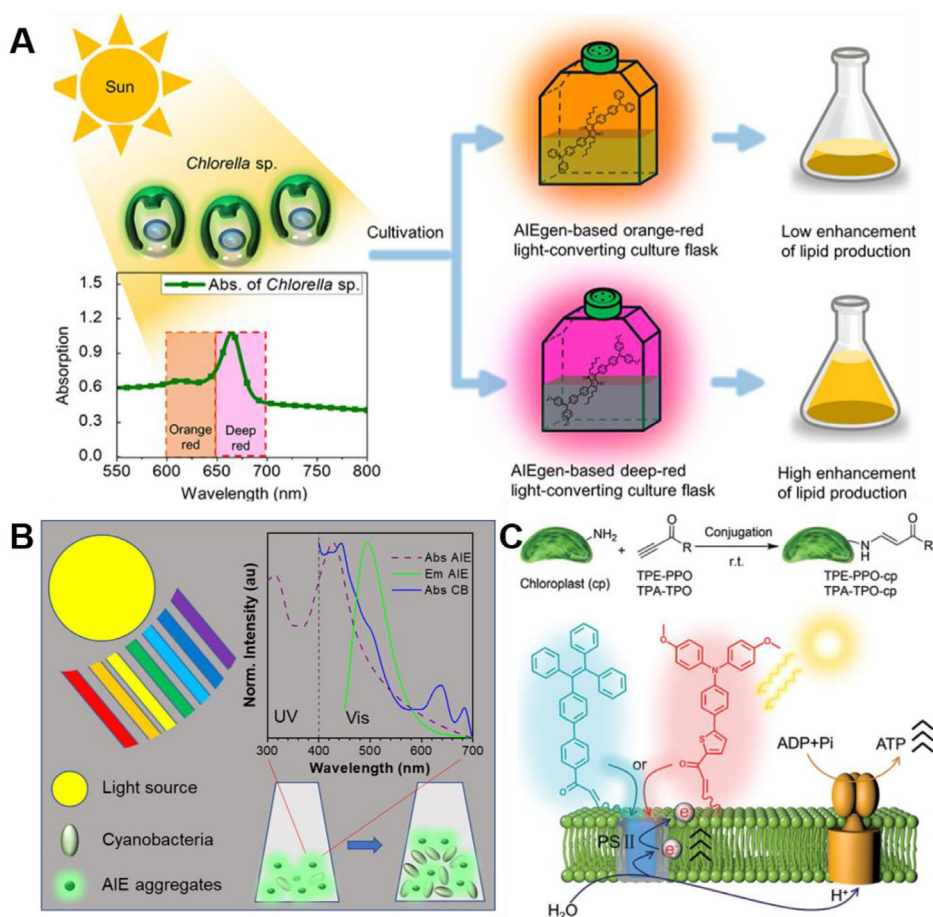 A
Sun
Chlorella sp.
Cultivation
AIEgen-based orange-red
light-converting culture flask
Low enhancement
of lipid production
Abs. of Chlorella sp.
1.5
1.2
0.9
0.6
0.3
0.0
Absorption
Orange
red
Deep
red
550
600
650
700
750
800
Wavelength (nm)
AIEgen-based deep-red
light-converting culture flask
High enhancement
of lipid production
B
Abs AIE
Em AIE
Abs CB
Norm. Intensity (au)
UV
Vis
300
400
500
600
700
Wavelength (nm)
Light source
Cyanobacteria
AIE aggregates
C
NH2
Chloroplast (cp)
+
O
R
TPE-PPO
TPA-TPO
Conjugation
r.t.
N
H
O
R
TPE-PPO-cp
TPA-TPO-cp
O
O
N
S
O
O
or
ADP+Pi
ATP
PS II
e-
e-
H2O
H+